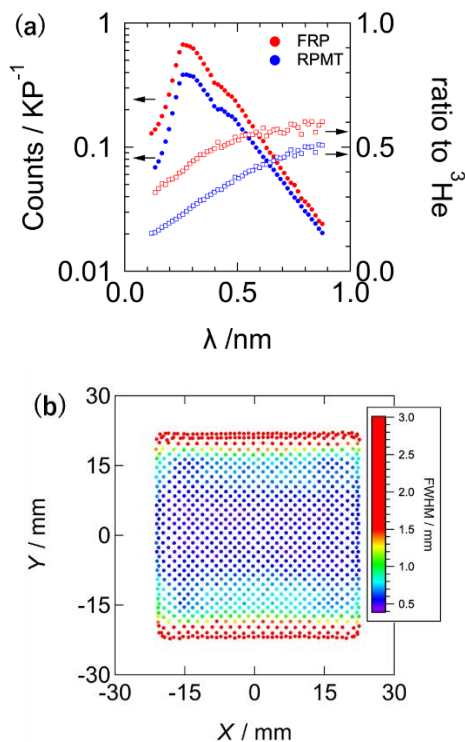 (a)
FRP
RPMT
Counts / KP⁻¹
1
0.1
0.01
ratio to ³He
1.0
0.5
0.0
0.0
0.5
1.0
λ /nm
(b)
30
15
0
-15
-30
Y / mm
-30
-15
0
15
30
X / mm
3.0
2.5
2.0
1.5
1.0
0.5
FWHM / mm